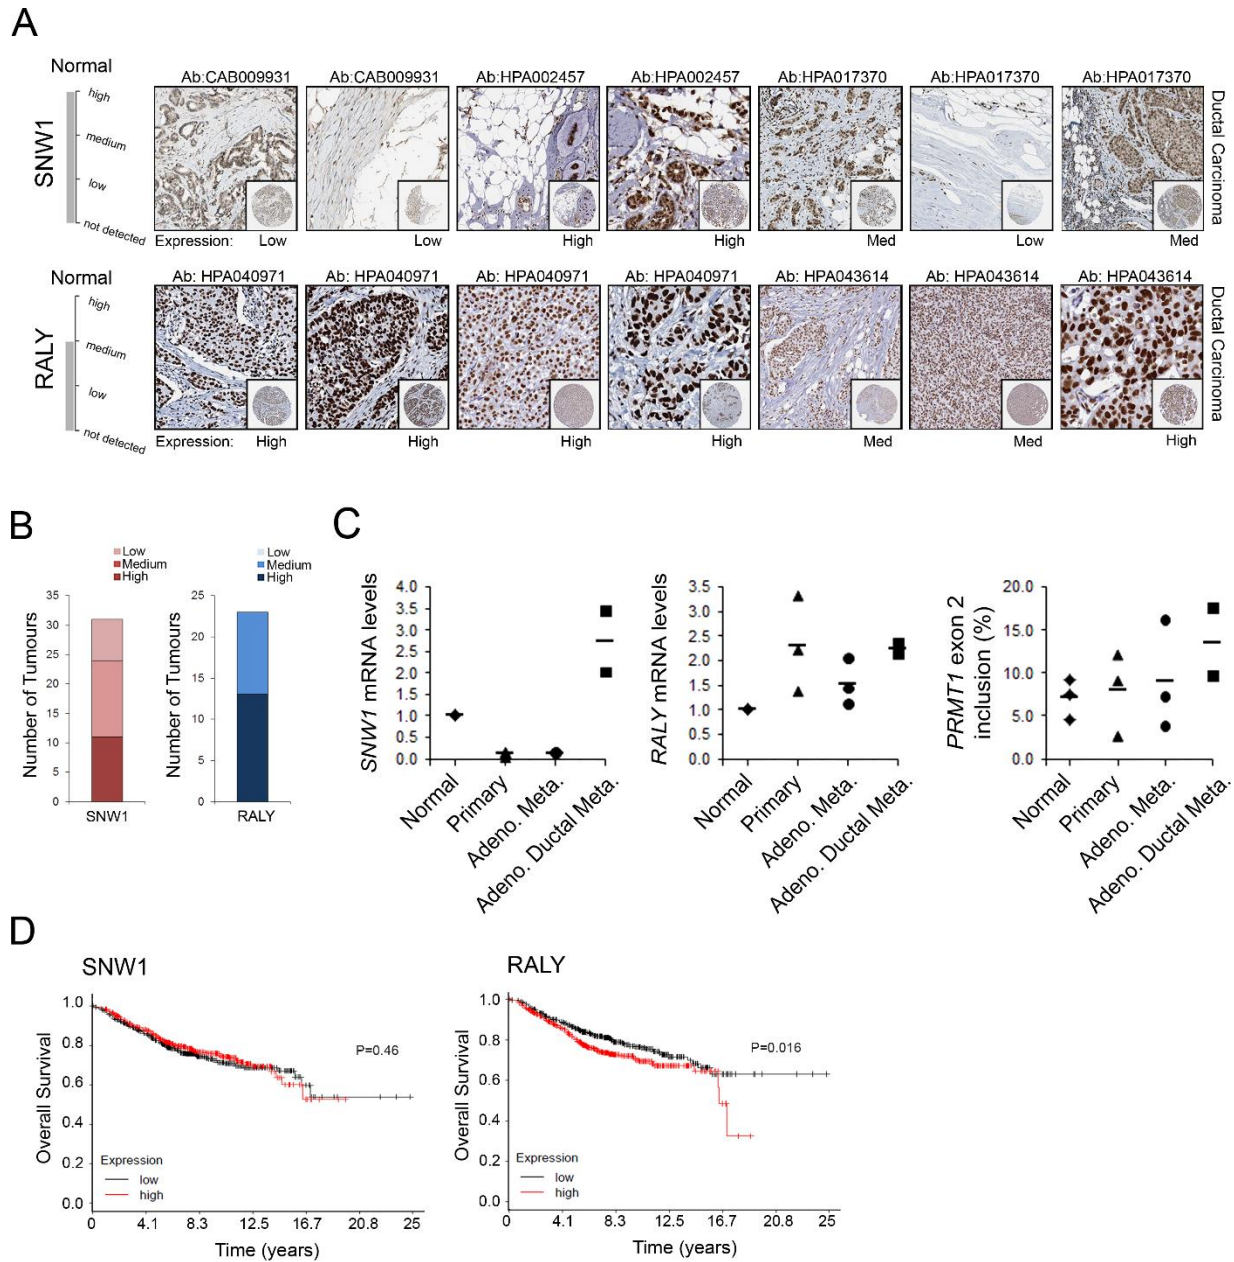 A
Normal
SNW1
high
medium
low
not detected
Ab:CAB009931 Ab:CAB009931 Ab:HPA002457 Ab:HPA002457 Ab:HPA017370 Ab:HPA017370 Ab:HPA017370
Ductal Carcinoma
Expression: Low Low High High Med Low Med
Normal
RALY
high
medium
low
not detected
Ab: HPA040971 Ab: HPA040971 Ab: HPA040971 Ab: HPA040971 Ab: HPA043614 Ab: HPA043614 Ab: HPA043614
Ductal Carcinoma
Expression: High High High High Med Med High
B
Low
Medium
High
Number of Tumours
35
30
25
20
15
10
5
0
SNW1
Low
Medium
High
Number of Tumours
25
20
15
10
5
0
RALY
C
SNW1 mRNA levels
4.0
3.5
3.0
2.5
2.0
1.5
1.0
0.5
0.0
Normal
Primary
Adeno. Meta.
Adeno. Ductal Meta.
RALY mRNA levels
3.5
3.0
2.5
2.0
1.5
1.0
0.5
0.0
Normal
Primary
Adeno. Meta.
Adeno. Ductal Meta.
PRMT1 exon 2
inclusion (%)
20.0
15.0
10.0
5.0
0.0
Normal
Primary
Adeno. Meta.
Adeno. Ductal Meta.
D
SNW1
Overall Survival
1.0
0.8
0.6
0.4
0.2
0.0
P=0.46
Expression
low
high
0 4.1 8.3 12.5 16.7 20.8 25
Time (years)
RALY
Overall Survival
1.0
0.8
0.6
0.4
0.2
0.0
P=0.016
Expression
low
high
0 4.1 8.3 12.5 16.7 20.8 25
Time (years)